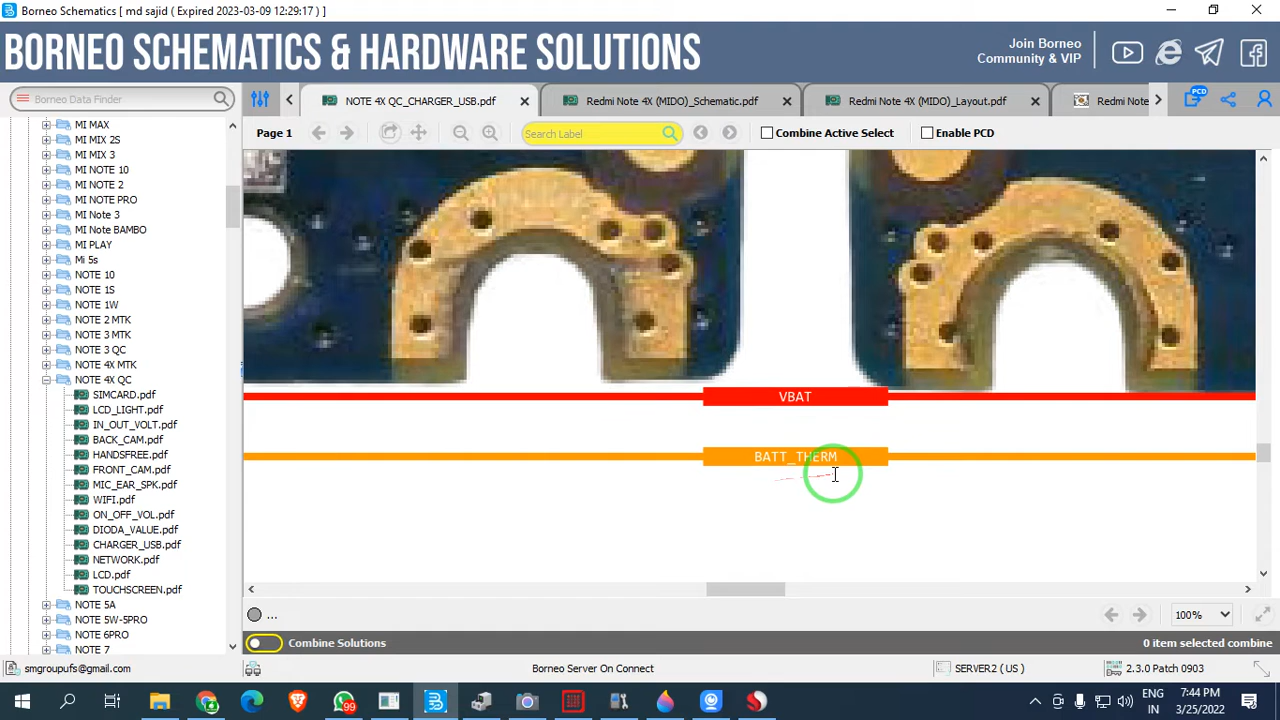 Borneo Schematics [ md sajid ( Expired 2023-03-09 12:29:17 ) ]
BORNEO SCHEMATICS & HARDWARE SOLUTIONS
Join Borneo
Community & VIP
Borneo Data Finder
NOTE 4X QC_CHARGER_USB.pdf
Redmi Note 4X (MIDO)_Schematic.pdf
Redmi Note 4X (MIDO)_Layout.pdf
Redmi Note
PCD
Page 1
Search Label
Combine Active Select
Enable PCD
MI MAX
MI MIX 2S
MI MIX 3
MI NOTE 10
MI NOTE 2
MI NOTE PRO
MI Note 3
MI Note BAMBO
MI PLAY
Mi 5s
NOTE 10
NOTE 1S
NOTE 1W
NOTE 2 MTK
NOTE 3 MTK
NOTE 3 QC
NOTE 4X MTK
NOTE 4X QC
SIMCARD.pdf
LCD_LIGHT.pdf
IN_OUT_VOLT.pdf
BACK_CAM.pdf
HANDSFREE.pdf
FRONT_CAM.pdf
MIC_EAR_SPK.pdf
WIFI.pdf
ON_OFF_VOL.pdf
DIODA_VALUE.pdf
CHARGER_USB.pdf
NETWORK.pdf
LCD.pdf
TOUCHSCREEN.pdf
NOTE 5A
NOTE 5W-5PRO
NOTE 6PRO
NOTE 7
VBAT
BATT_THERM
...
100%
Combine Solutions
0 item selected combine
smgroupufs@gmail.com
Borneo Server On Connect
SERVER2 ( US )
2.3.0 Patch 0903
99
ENG
IN
7:44 PM
3/25/2022